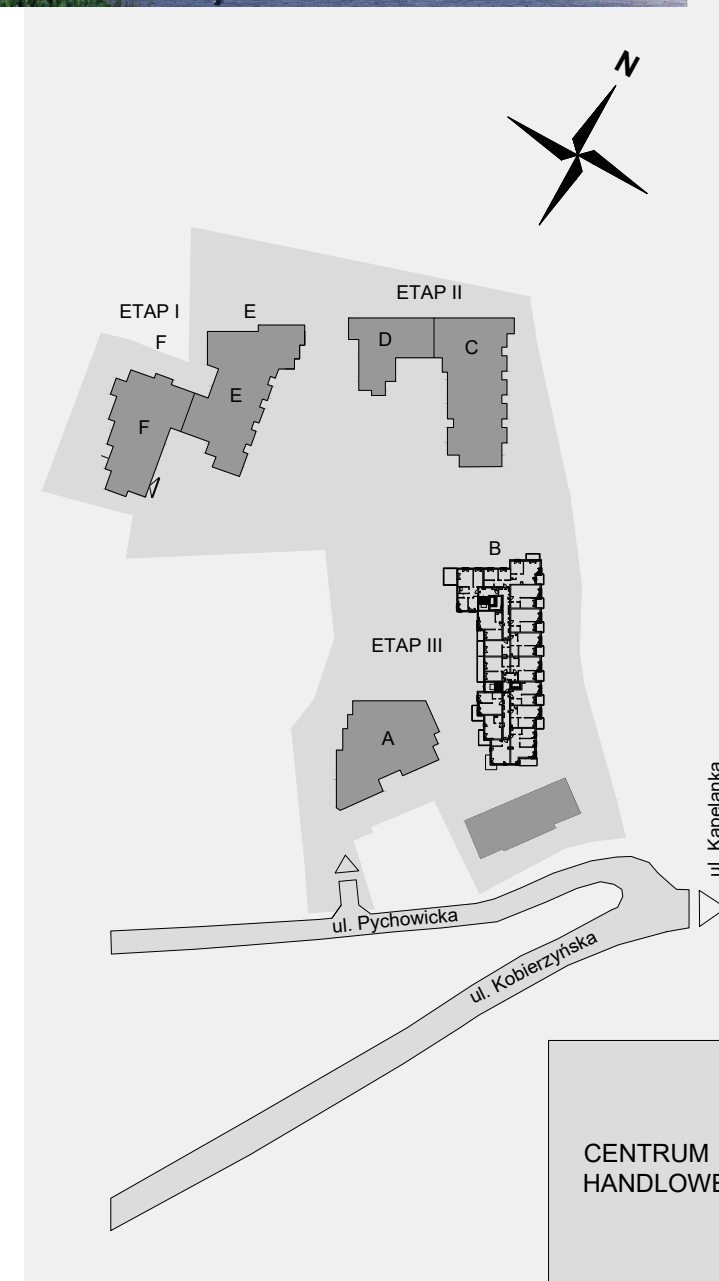 N
ETAP II
ETAP I
E
F
D
C
E
F
B
ETAP III
A
ul. Kapelanka
ul. Pychowicka
ul. Kobierzyńska
CENTRUM
HANDLOWE